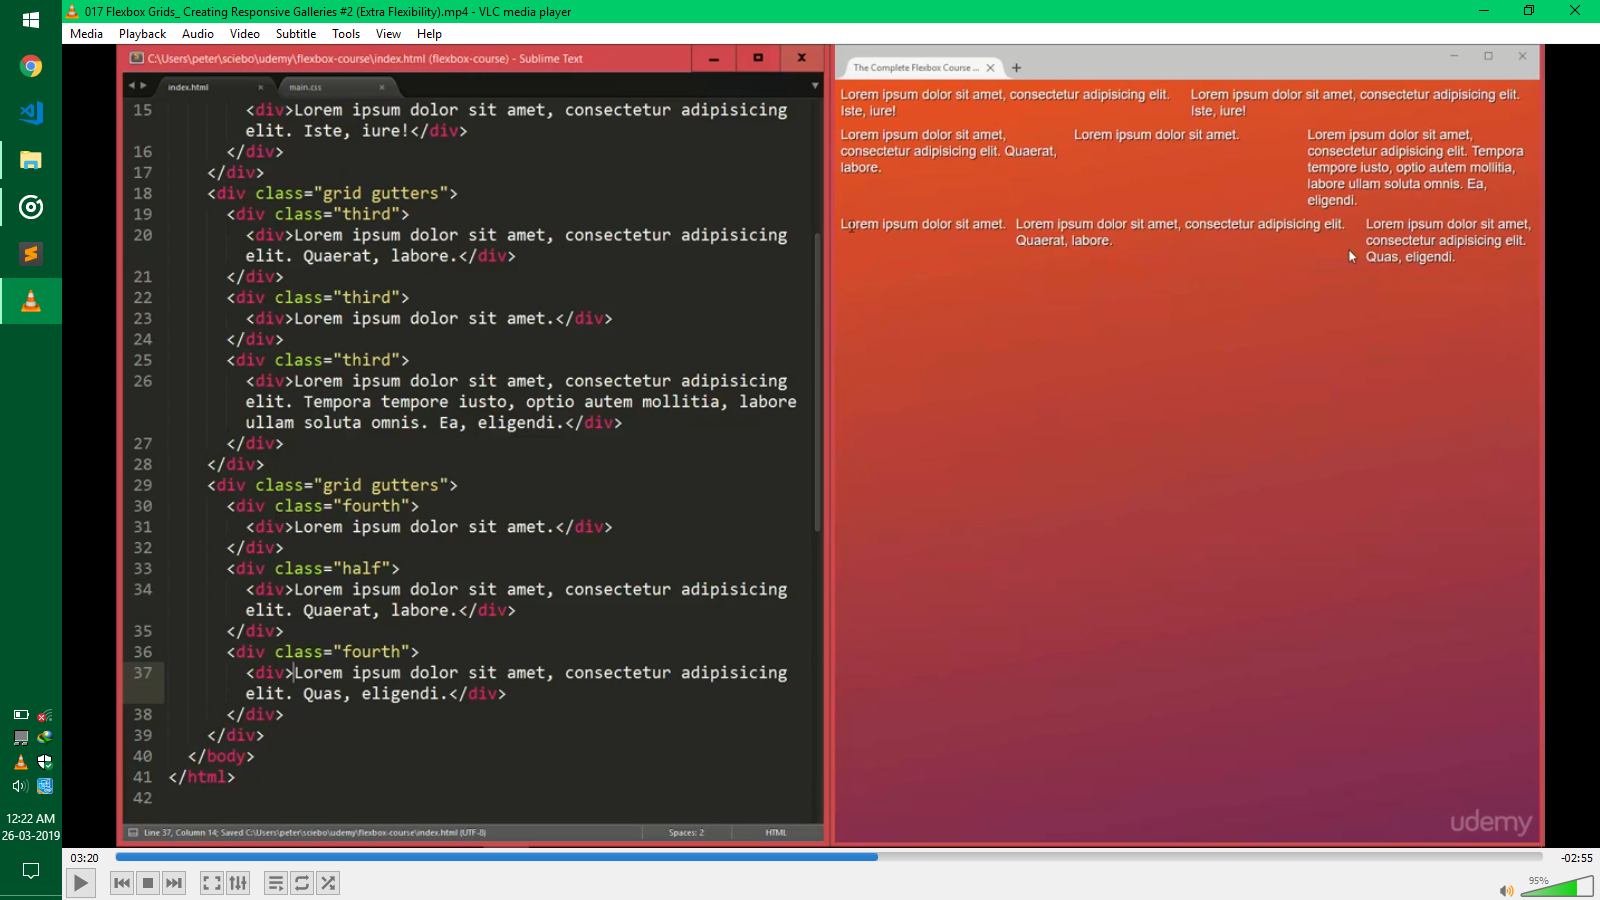 017 Flexbox Grids_ Creating Responsive Galleries #2 (Extra Flexibility).mp4 - VLC media player
Media Playback Audio Video Subtitle Tools View Help
C:\Users\peter\sciebo\udemy\flexbox-course\index.html (flexbox-course) - Sublime Text
index.html main.css
15 <div>Lorem ipsum dolor sit amet, consectetur adipisicing
elit. Iste, iure!</div>
16 </div>
17 </div>
18 <div class="grid gutters">
19 <div class="third">
20 <div>Lorem ipsum dolor sit amet, consectetur adipisicing
elit. Quaerat, labore.</div>
21 </div>
22 <div class="third">
23 <div>Lorem ipsum dolor sit amet.</div>
24 </div>
25 <div class="third">
26 <div>Lorem ipsum dolor sit amet, consectetur adipisicing
elit. Tempora tempore iusto, optio autem mollitia, labore
ullam soluta omnis. Ea, eligendi.</div>
27 </div>
28 </div>
29 <div class="grid gutters">
30 <div class="fourth">
31 <div>Lorem ipsum dolor sit amet.</div>
32 </div>
33 <div class="half">
34 <div>Lorem ipsum dolor sit amet, consectetur adipisicing
elit. Quaerat, labore.</div>
35 </div>
36 <div class="fourth">
37 <div>Lorem ipsum dolor sit amet, consectetur adipisicing
elit. Quas, eligendi.</div>
38 </div>
39 </div>
40 </body>
41 </html>
42
Line 37, Column 14; Saved C:\Users\peter\sciebo\udemy\flexbox-course\index.html (UTF-8) Spaces: 2 HTML
The Complete Flexbox Course ...
Lorem ipsum dolor sit amet, consectetur adipisicing elit.
Iste, iure!
Lorem ipsum dolor sit amet, consectetur adipisicing elit.
Iste, iure!
Lorem ipsum dolor sit amet,
consectetur adipisicing elit. Quaerat,
labore.
Lorem ipsum dolor sit amet.
Lorem ipsum dolor sit amet,
consectetur adipisicing elit. Tempora
tempore iusto, optio autem mollitia,
labore ullam soluta omnis. Ea,
eligendi.
Lorem ipsum dolor sit amet.
Lorem ipsum dolor sit amet, consectetur adipisicing elit.
Quaerat, labore.
Lorem ipsum dolor sit amet,
consectetur adipisicing elit.
Quas, eligendi.
udemy
12:22 AM
26-03-2019
03:20
-02:55
95%